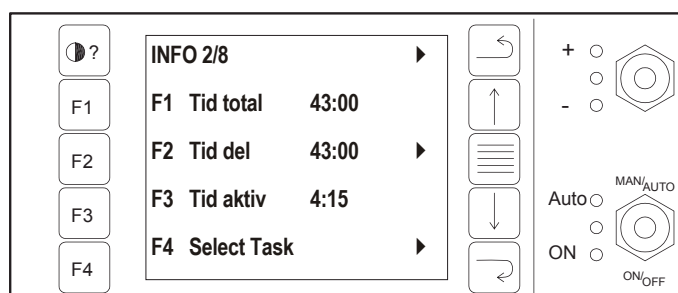 ?
F1
F2
F3
F4
INFO 2/8
F1 Tid total 43:00
F2 Tid del 43:00
F3 Tid aktiv 4:15
F4 Select Task
+
-
MAN/AUTO
Auto
ON
ON/OFF